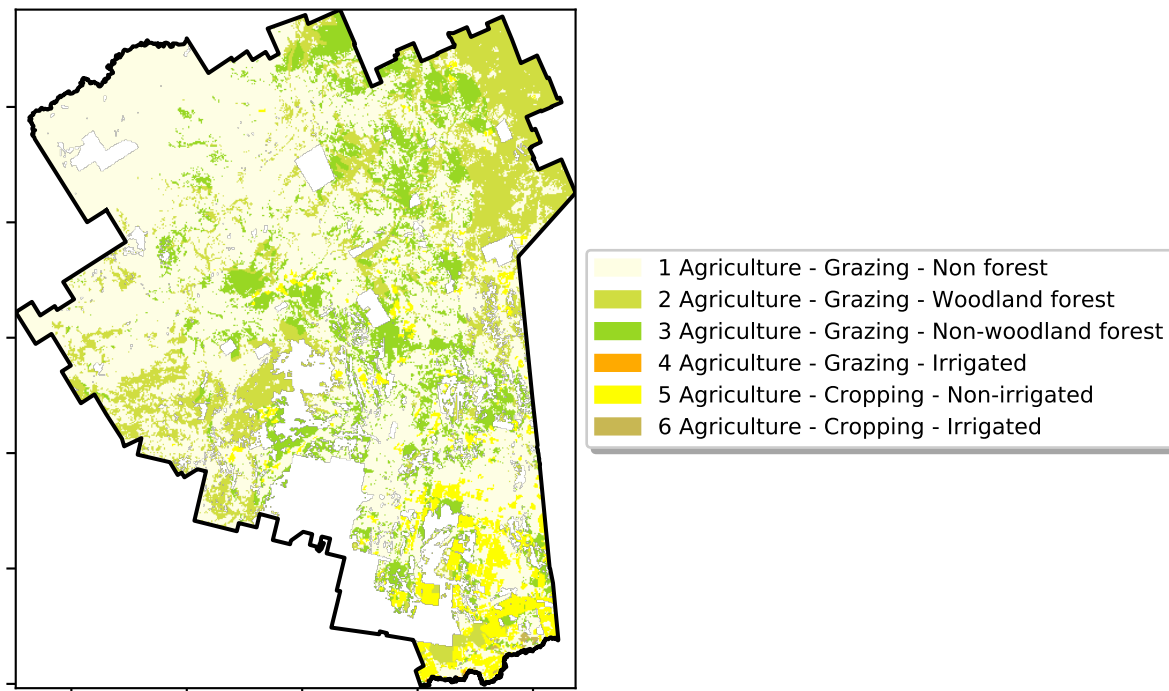 1 Agriculture - Grazing - Non forest
2 Agriculture - Grazing - Woodland forest
3 Agriculture - Grazing - Non-woodland forest
4 Agriculture - Grazing - Irrigated
5 Agriculture - Cropping - Non-irrigated
6 Agriculture - Cropping - Irrigated